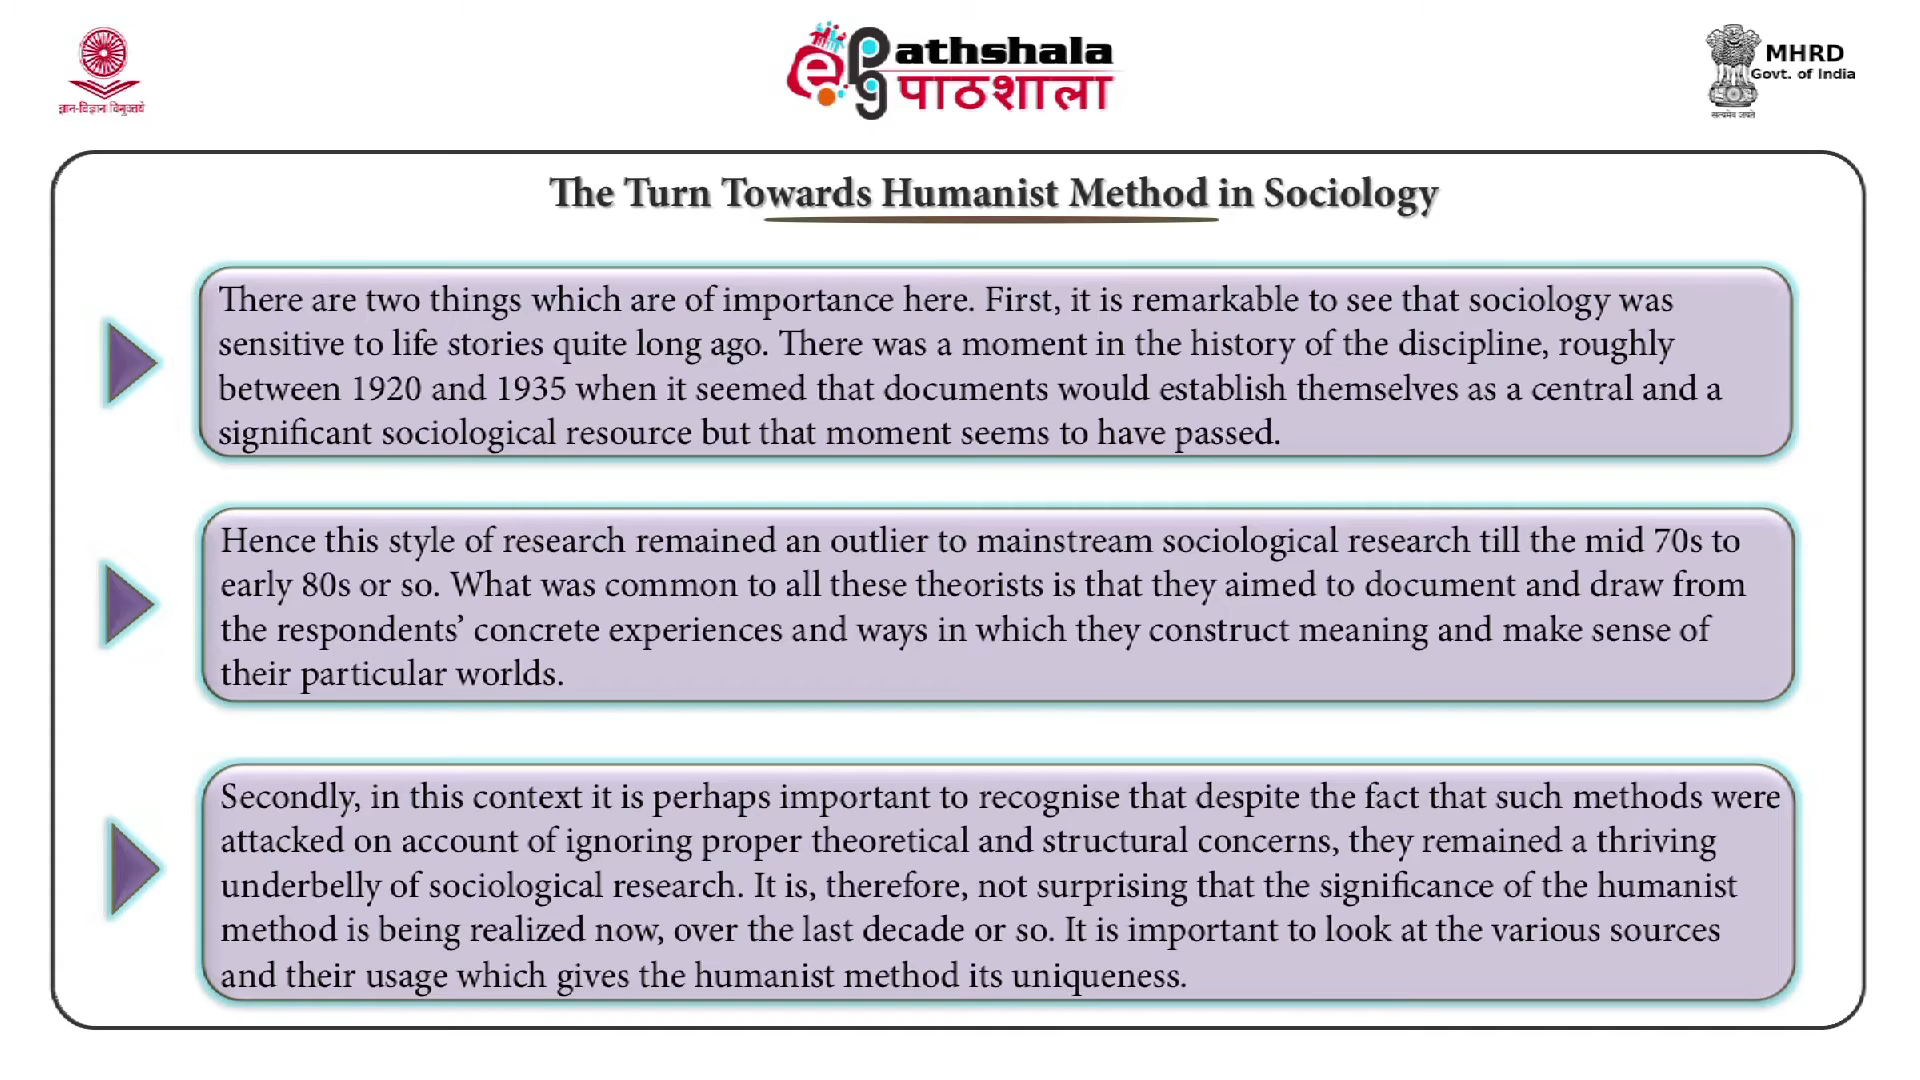 ज्ञान-विज्ञान विमुक्तये
ePG Pathshala
पाठशाला
MHRD
Govt. of India
सत्यमेव जयते
The Turn Towards Humanist Method in Sociology
There are two things which are of importance here. First, it is remarkable to see that sociology was
sensitive to life stories quite long ago. There was a moment in the history of the discipline, roughly
between 1920 and 1935 when it seemed that documents would establish themselves as a central and a
significant sociological resource but that moment seems to have passed.
Hence this style of research remained an outlier to mainstream sociological research till the mid 70s to
early 80s or so. What was common to all these theorists is that they aimed to document and draw from
the respondents’ concrete experiences and ways in which they construct meaning and make sense of
their particular worlds.
Secondly, in this context it is perhaps important to recognise that despite the fact that such methods were
attacked on account of ignoring proper theoretical and structural concerns, they remained a thriving
underbelly of sociological research. It is, therefore, not surprising that the significance of the humanist
method is being realized now, over the last decade or so. It is important to look at the various sources
and their usage which gives the humanist method its uniqueness.